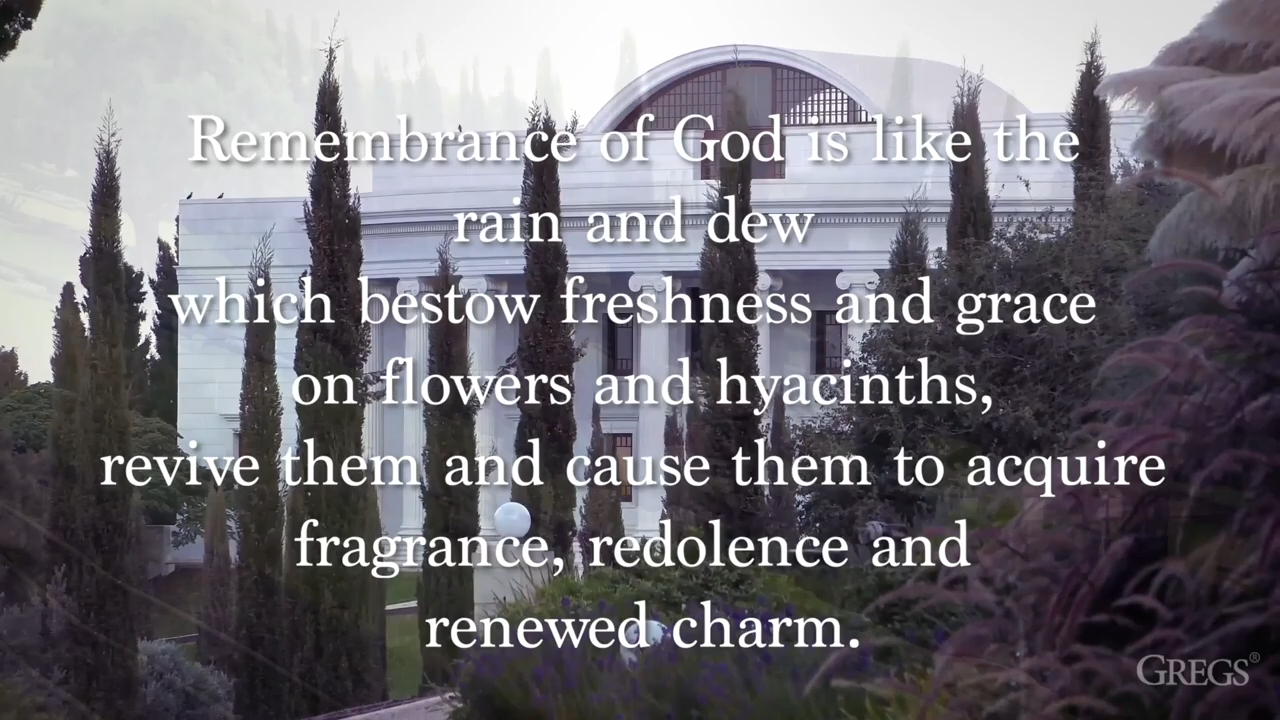 Remembrance of God is like the
rain and dew
which bestow freshness and grace
on flowers and hyacinths,
revive them and cause them to acquire
fragrance, redolence and
renewed charm.
GREGS®